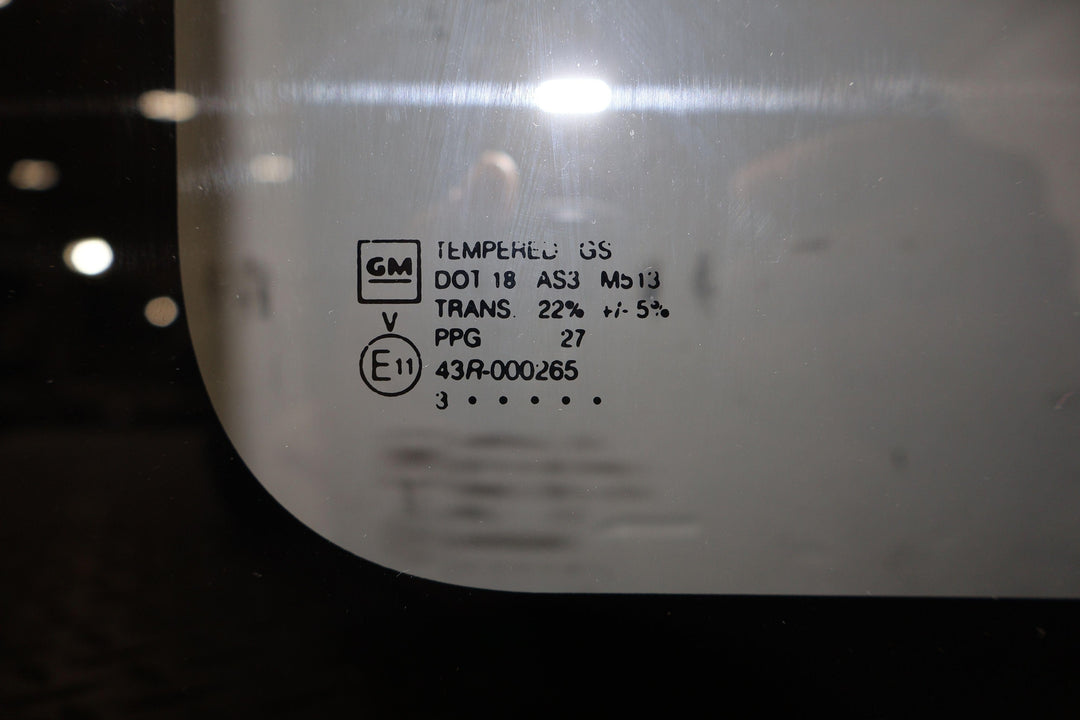 GM
TEMPERED GS
DOT 18 AS3 M513
TRANS. 22% +/- 5%
V
PPG 27
E11
43R-000265
3 • • • • •